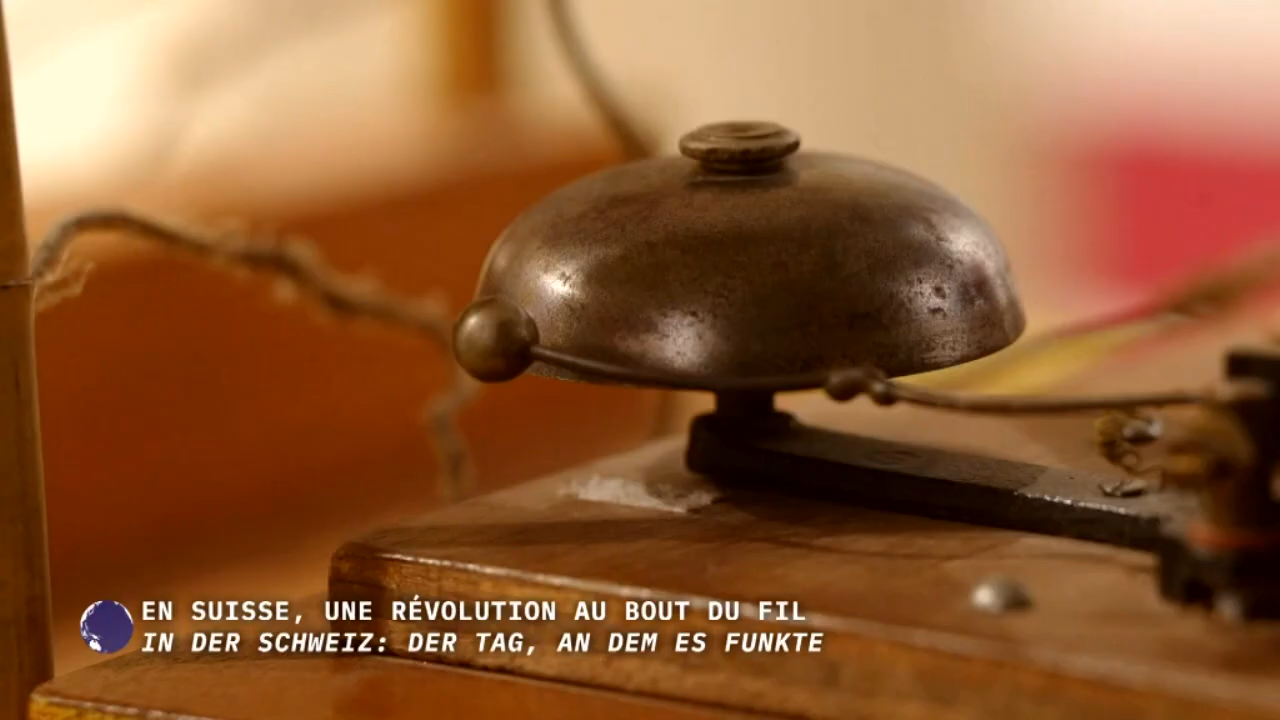 EN SUISSE, UNE RÉVOLUTION AU BOUT DU FIL
IN DER SCHWEIZ: DER TAG, AN DEM ES FUNKTE